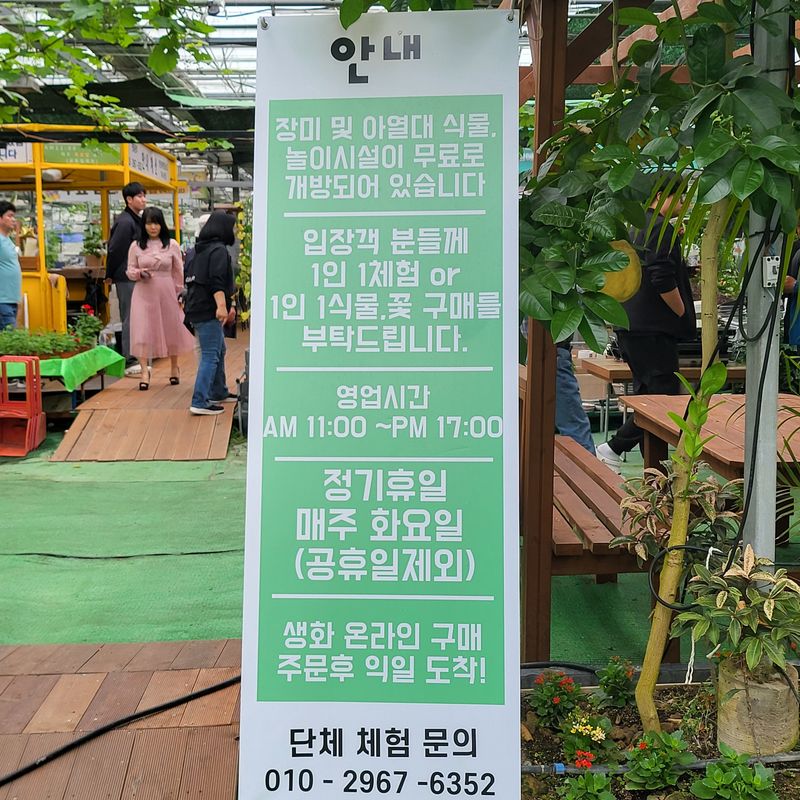 안내
장미 및 아열대 식물,
놀이시설이 무료로
개방되어 있습니다
입장객 분들께
1인 1체험 or
1인 1식물,꽃 구매를
부탁드립니다.
영업시간
AM 11:00 ~PM 17:00
정기휴일
매주 화요일
(공휴일제외)
생화 온라인 구매
주문후 익일 도착!
단체 체험 문의
010 - 2967 -6352